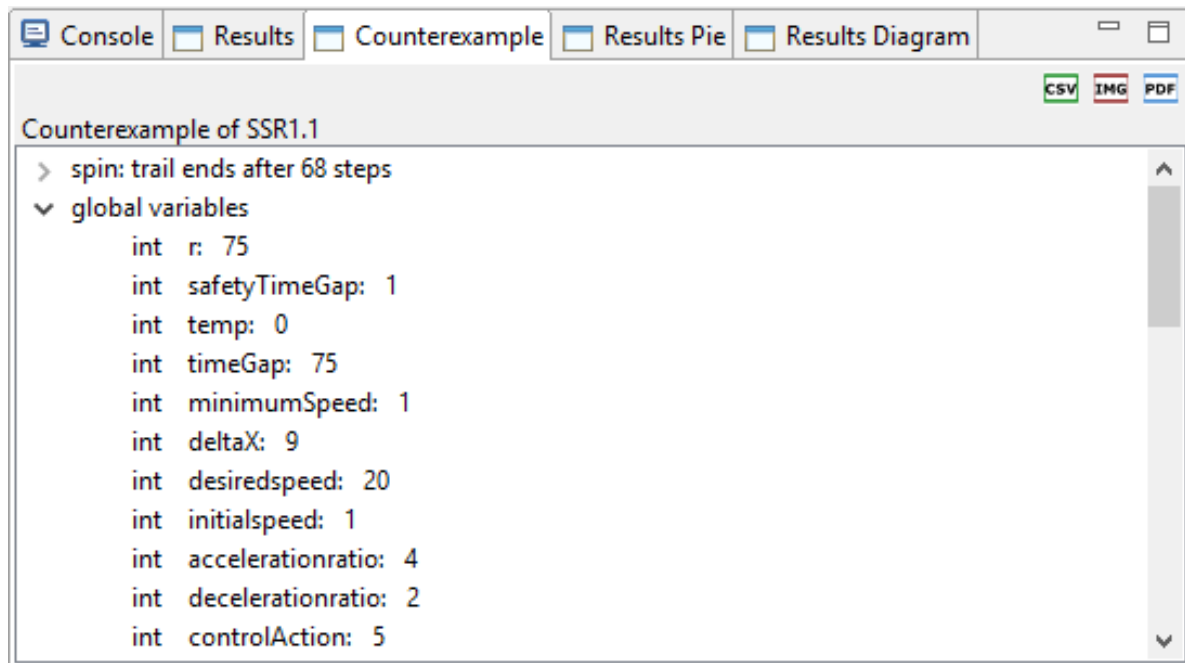 Console Results Counterexample Results Pie Results Diagram
CSV IMG PDF
Counterexample of SSR1.1
spin: trail ends after 68 steps
global variables
int r: 75
int safetyTimeGap: 1
int temp: 0
int timeGap: 75
int minimumSpeed: 1
int deltaX: 9
int desiredspeed: 20
int initialspeed: 1
int accelerationratio: 4
int decelerationratio: 2
int controlAction: 5